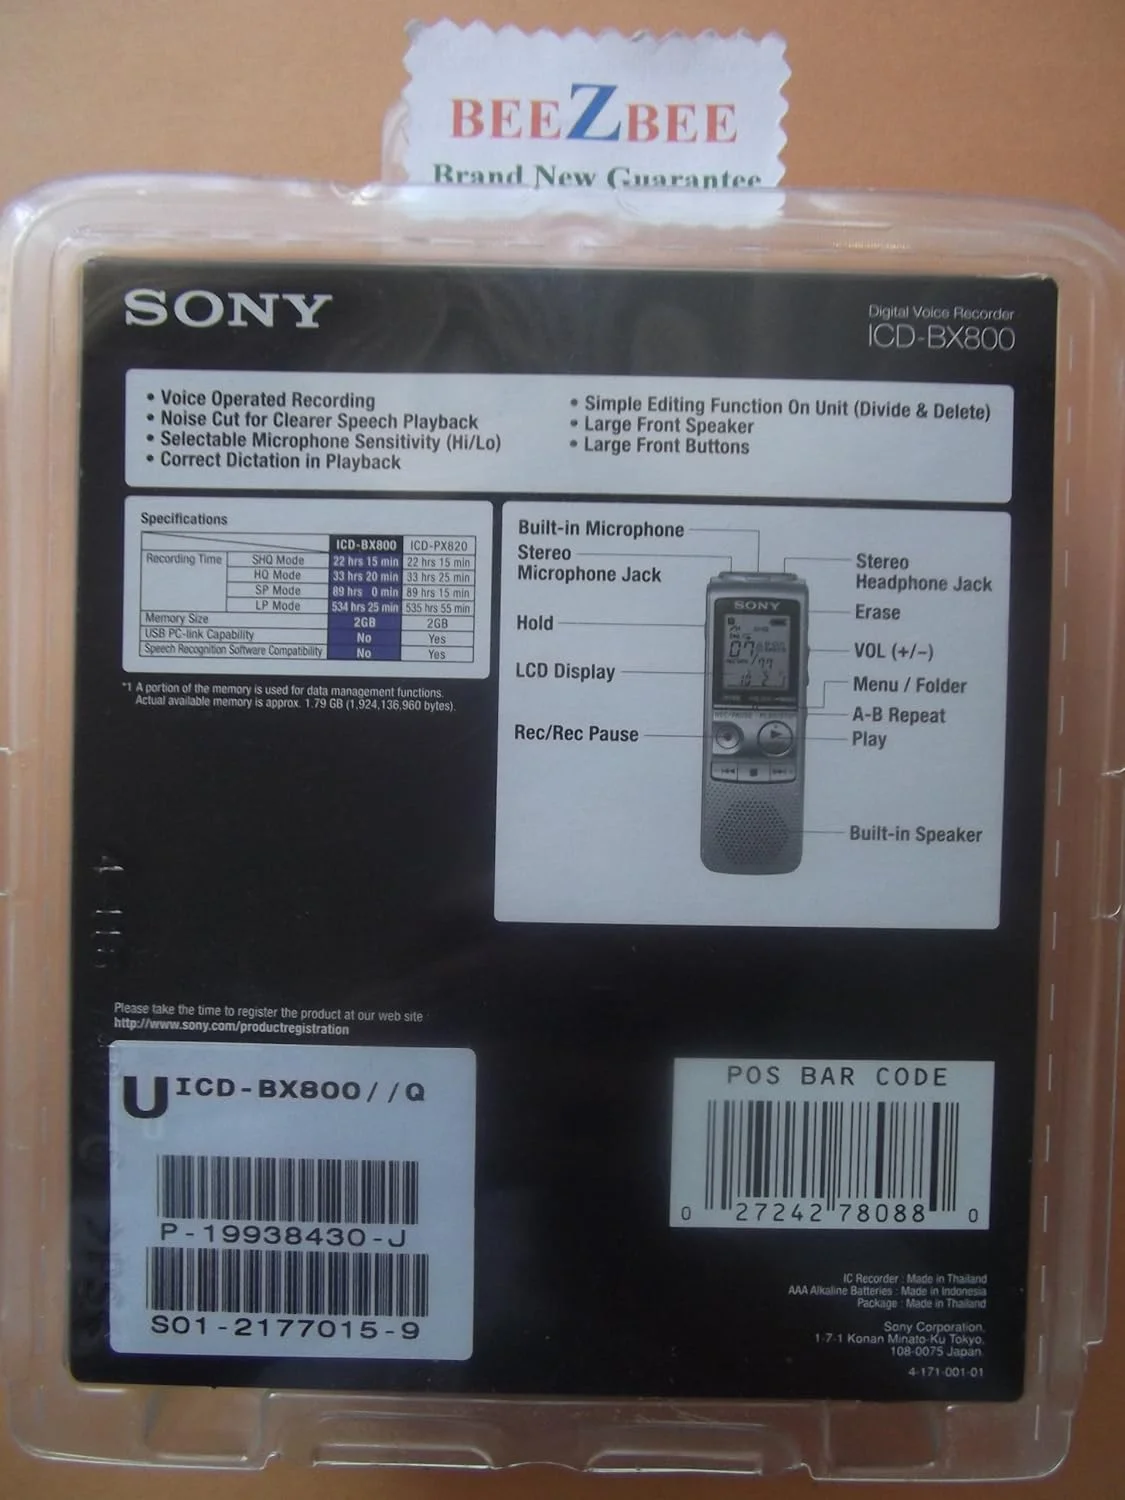 BEEZBEE
Brand New Guarantee
SONY
Digital Voice Recorder
ICD-BX800
• Voice Operated Recording
• Noise Cut for Clearer Speech Playback
• Selectable Microphone Sensitivity (Hi/Lo)
• Correct Dictation in Playback
• Simple Editing Function On Unit (Divide & Delete)
• Large Front Speaker
• Large Front Buttons
Specifications
ICD-BX800 ICD-PX820
Recording Time SHQ Mode 22 hrs 15 min 22 hrs 15 min
HQ Mode 33 hrs 20 min 33 hrs 25 min
SP Mode 89 hrs 0 min 89 hrs 15 min
LP Mode 534 hrs 25 min 535 hrs 55 min
Memory Size 2GB 2GB
USB PC-link Capability No Yes
Speech Recognition Software Compatibility No Yes
*1 A portion of the memory is used for data management functions.
Actual available memory is approx. 1.79 GB (1,924,136,960 bytes).
Built-in Microphone
Stereo
Microphone Jack
Hold
LCD Display
Rec/Rec Pause
Stereo
Headphone Jack
Erase
VOL (+/–)
Menu / Folder
A-B Repeat
Play
Built-in Speaker
SONY
Please take the time to register the product at our web site
http://www.sony.com/productregistration
U ICD-BX800//Q
P-19938430-J
S01-2177015-9
POS BAR CODE
0 27242 78088 0
IC Recorder : Made in Thailand
AAA Alkaline Batteries : Made in Indonesia
Package : Made in Thailand
Sony Corporation,
1-7-1 Konan Minato-Ku Tokyo,
108-0075 Japan
4-171-001-01